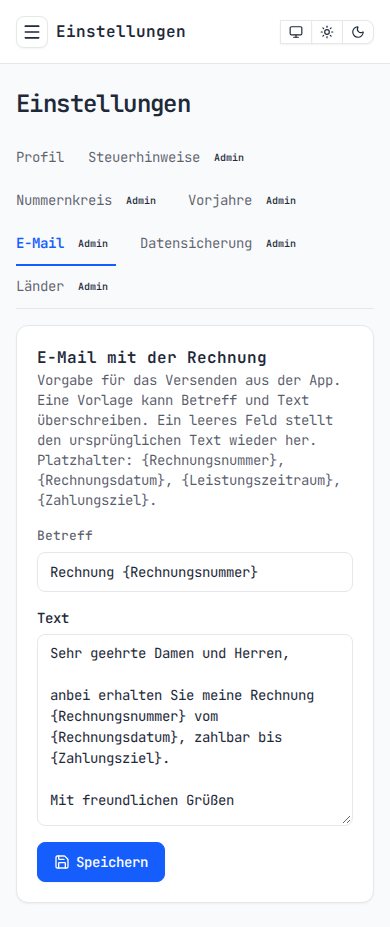 Einstellungen
Einstellungen
Profil Steuerhinweise Admin
Nummernkreis Admin Vorjahre Admin
E-Mail Admin Datensicherung Admin
Länder Admin
E-Mail mit der Rechnung
Vorgabe für das Versenden aus der App.
Eine Vorlage kann Betreff und Text
überschreiben. Ein leeres Feld stellt
den ursprünglichen Text wieder her.
Platzhalter: {Rechnungsnummer},
{Rechnungsdatum}, {Leistungszeitraum},
{Zahlungsziel}.
Betreff
Rechnung {Rechnungsnummer}
Text
Sehr geehrte Damen und Herren,
anbei erhalten Sie meine Rechnung
{Rechnungsnummer} vom
{Rechnungsdatum}, zahlbar bis
{Zahlungsziel}.
Mit freundlichen Grüßen
Speichern